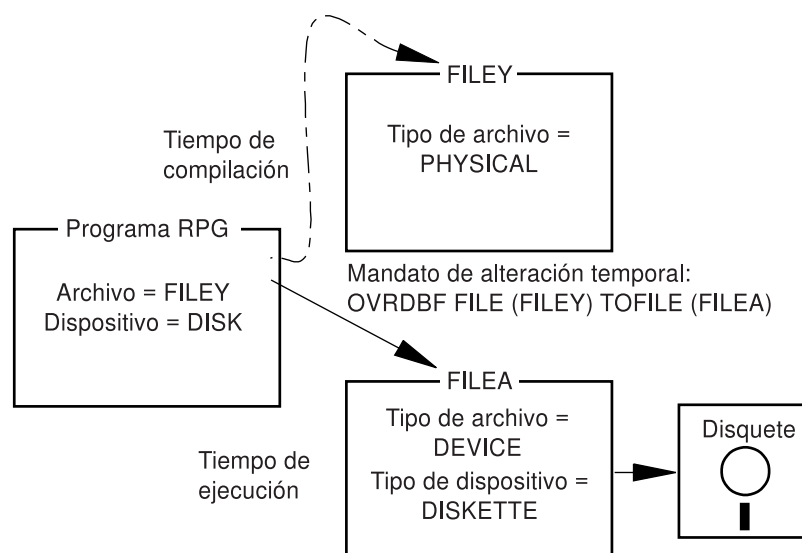 FILEY
Tipo de archivo =
PHYSICAL
Tiempo de
compilación
Programa RPG
Archivo = FILEY
Dispositivo = DISK
Mandato de alteración temporal:
OVRDBF FILE (FILEY) TOFILE (FILEA)
FILEA
Tipo de archivo =
DEVICE
Tipo de dispositivo =
DISKETTE
Tiempo de
ejecución
Disquete